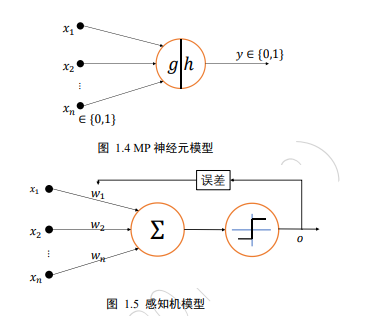 x1
x2
g h
y ∈ {0,1}
⋮
xn
∈ {0,1}
图 1.4 MP 神经元模型
误差
x1
w1
x2
w2
Σ
o
⋮
wn
xn
图 1.5 感知机模型